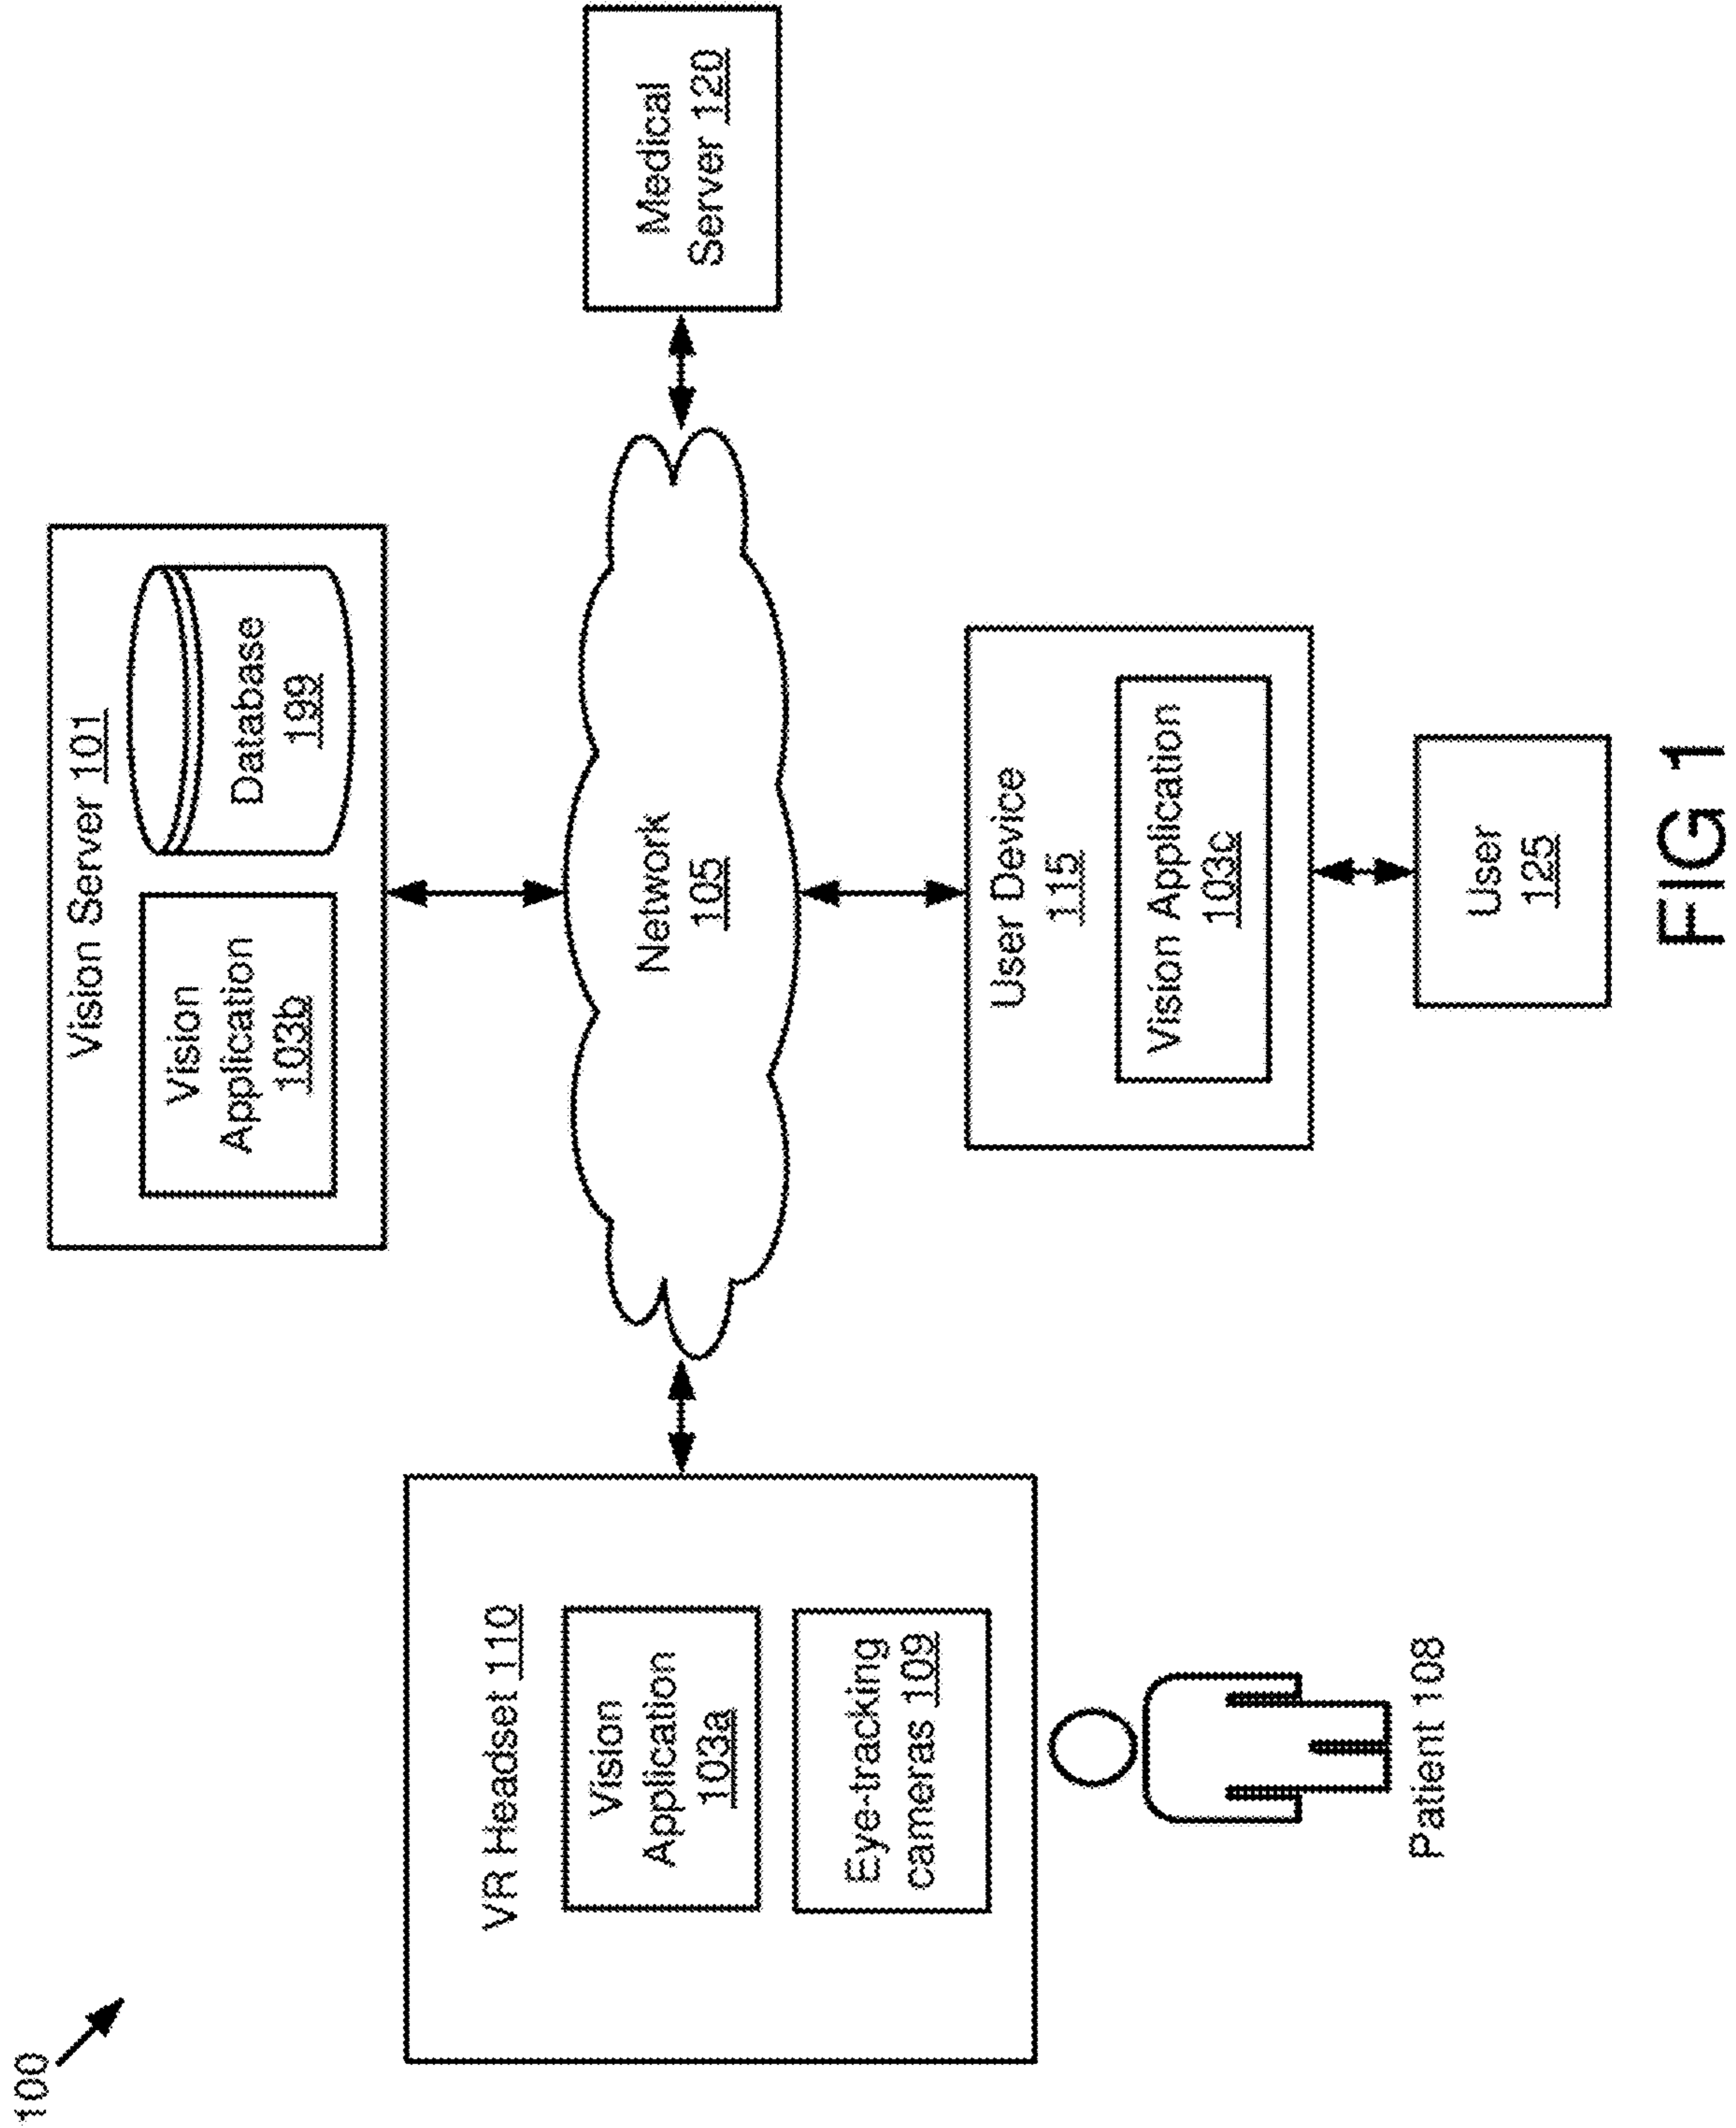 100
Vision Server 101
Vision
Application
103b
Database
199
VR Headset 110
Vision
Application
103a
Eye-tracking
cameras 109
Patient 108
Network
105
Medical
Server 120
User Device
115
Vision Application
103c
User
125
FIG 1